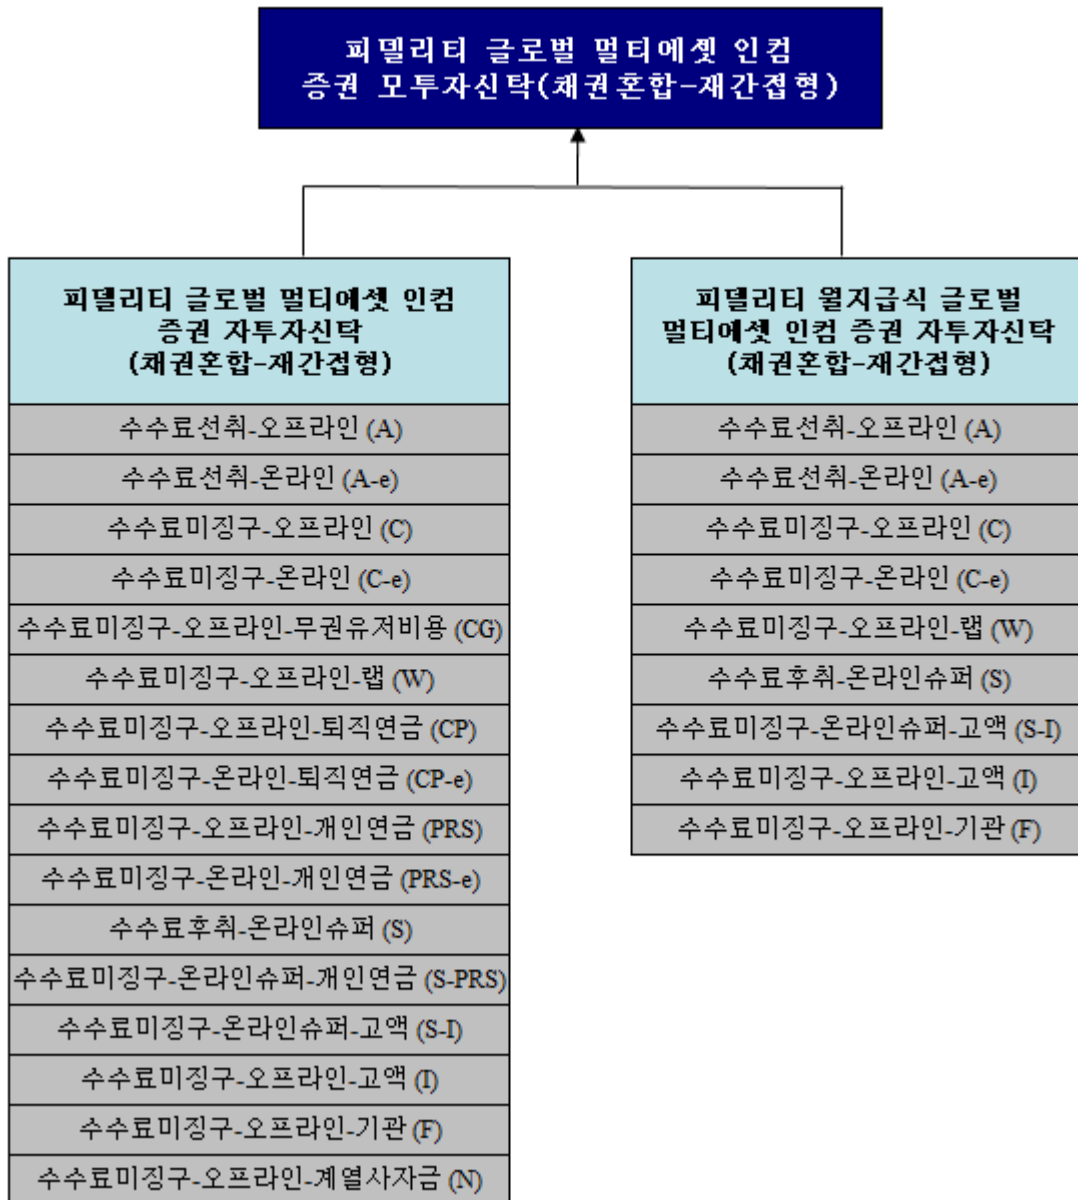 피델리티 글로벌 멀티에셋 인컴
증권 모투자신탁(채권혼합-재간접형)
피델리티 글로벌 멀티에셋 인컴
증권 자투자신탁
(채권혼합-재간접형)
수수료선취-오프라인 (A)
수수료선취-온라인 (A-e)
수수료미징구-오프라인 (C)
수수료미징구-온라인 (C-e)
수수료미징구-오프라인-무권유저비용 (CG)
수수료미징구-오프라인-랩 (W)
수수료미징구-오프라인-퇴직연금 (CP)
수수료미징구-온라인-퇴직연금 (CP-e)
수수료미징구-오프라인-개인연금 (PRS)
수수료미징구-온라인-개인연금 (PRS-e)
수수료후취-온라인슈퍼 (S)
수수료미징구-온라인슈퍼-개인연금 (S-PRS)
수수료미징구-온라인슈퍼-고액 (S-I)
수수료미징구-오프라인-고액 (I)
수수료미징구-오프라인-기관 (F)
수수료미징구-오프라인-계열사자금 (N)
피델리티 월지급식 글로벌
멀티에셋 인컴 증권 자투자신탁
(채권혼합-재간접형)
수수료선취-오프라인 (A)
수수료선취-온라인 (A-e)
수수료미징구-오프라인 (C)
수수료미징구-온라인 (C-e)
수수료미징구-오프라인-랩 (W)
수수료후취-온라인슈퍼 (S)
수수료미징구-온라인슈퍼-고액 (S-I)
수수료미징구-오프라인-고액 (I)
수수료미징구-오프라인-기관 (F)